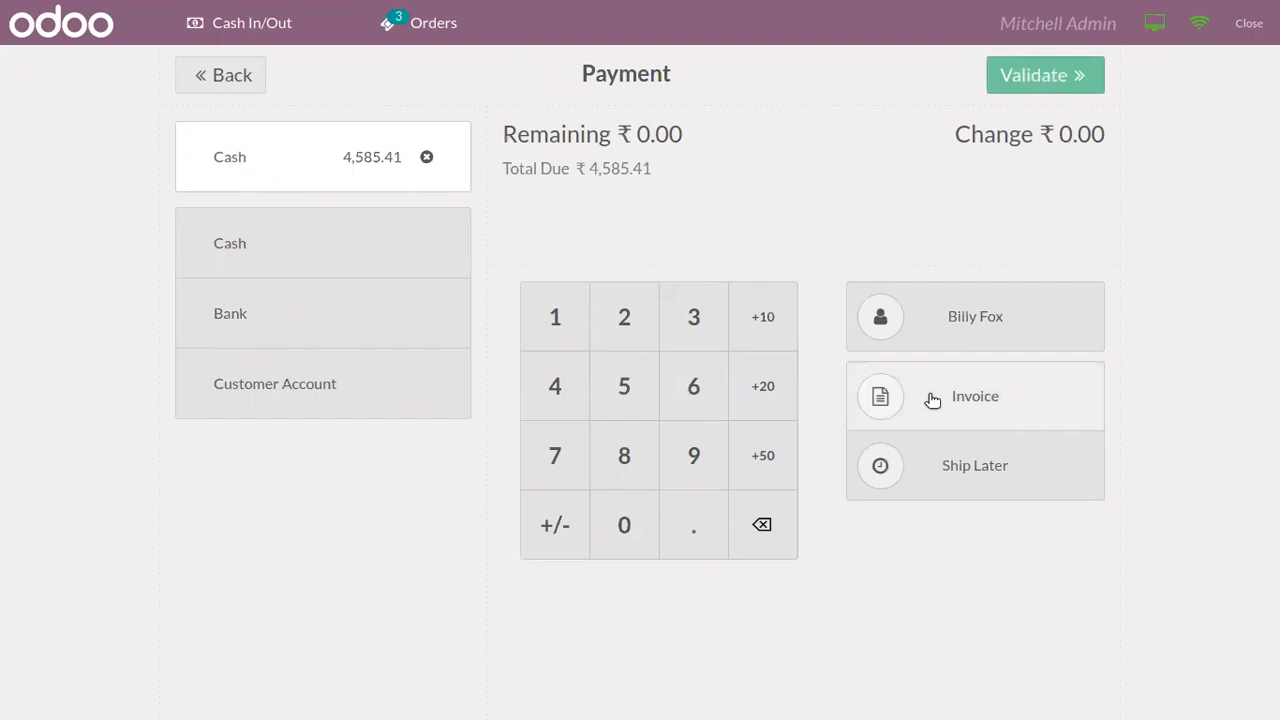 odoo
Cash In/Out
3
Orders
Mitchell Admin
Close
« Back
Payment
Validate »
Cash 4,585.41
Remaining ₹ 0.00
Change ₹ 0.00
Total Due ₹ 4,585.41
Cash
Bank
Customer Account
1 2 3 +10
4 5 6 +20
7 8 9 +50
+/- 0 .
Billy Fox
Invoice
Ship Later